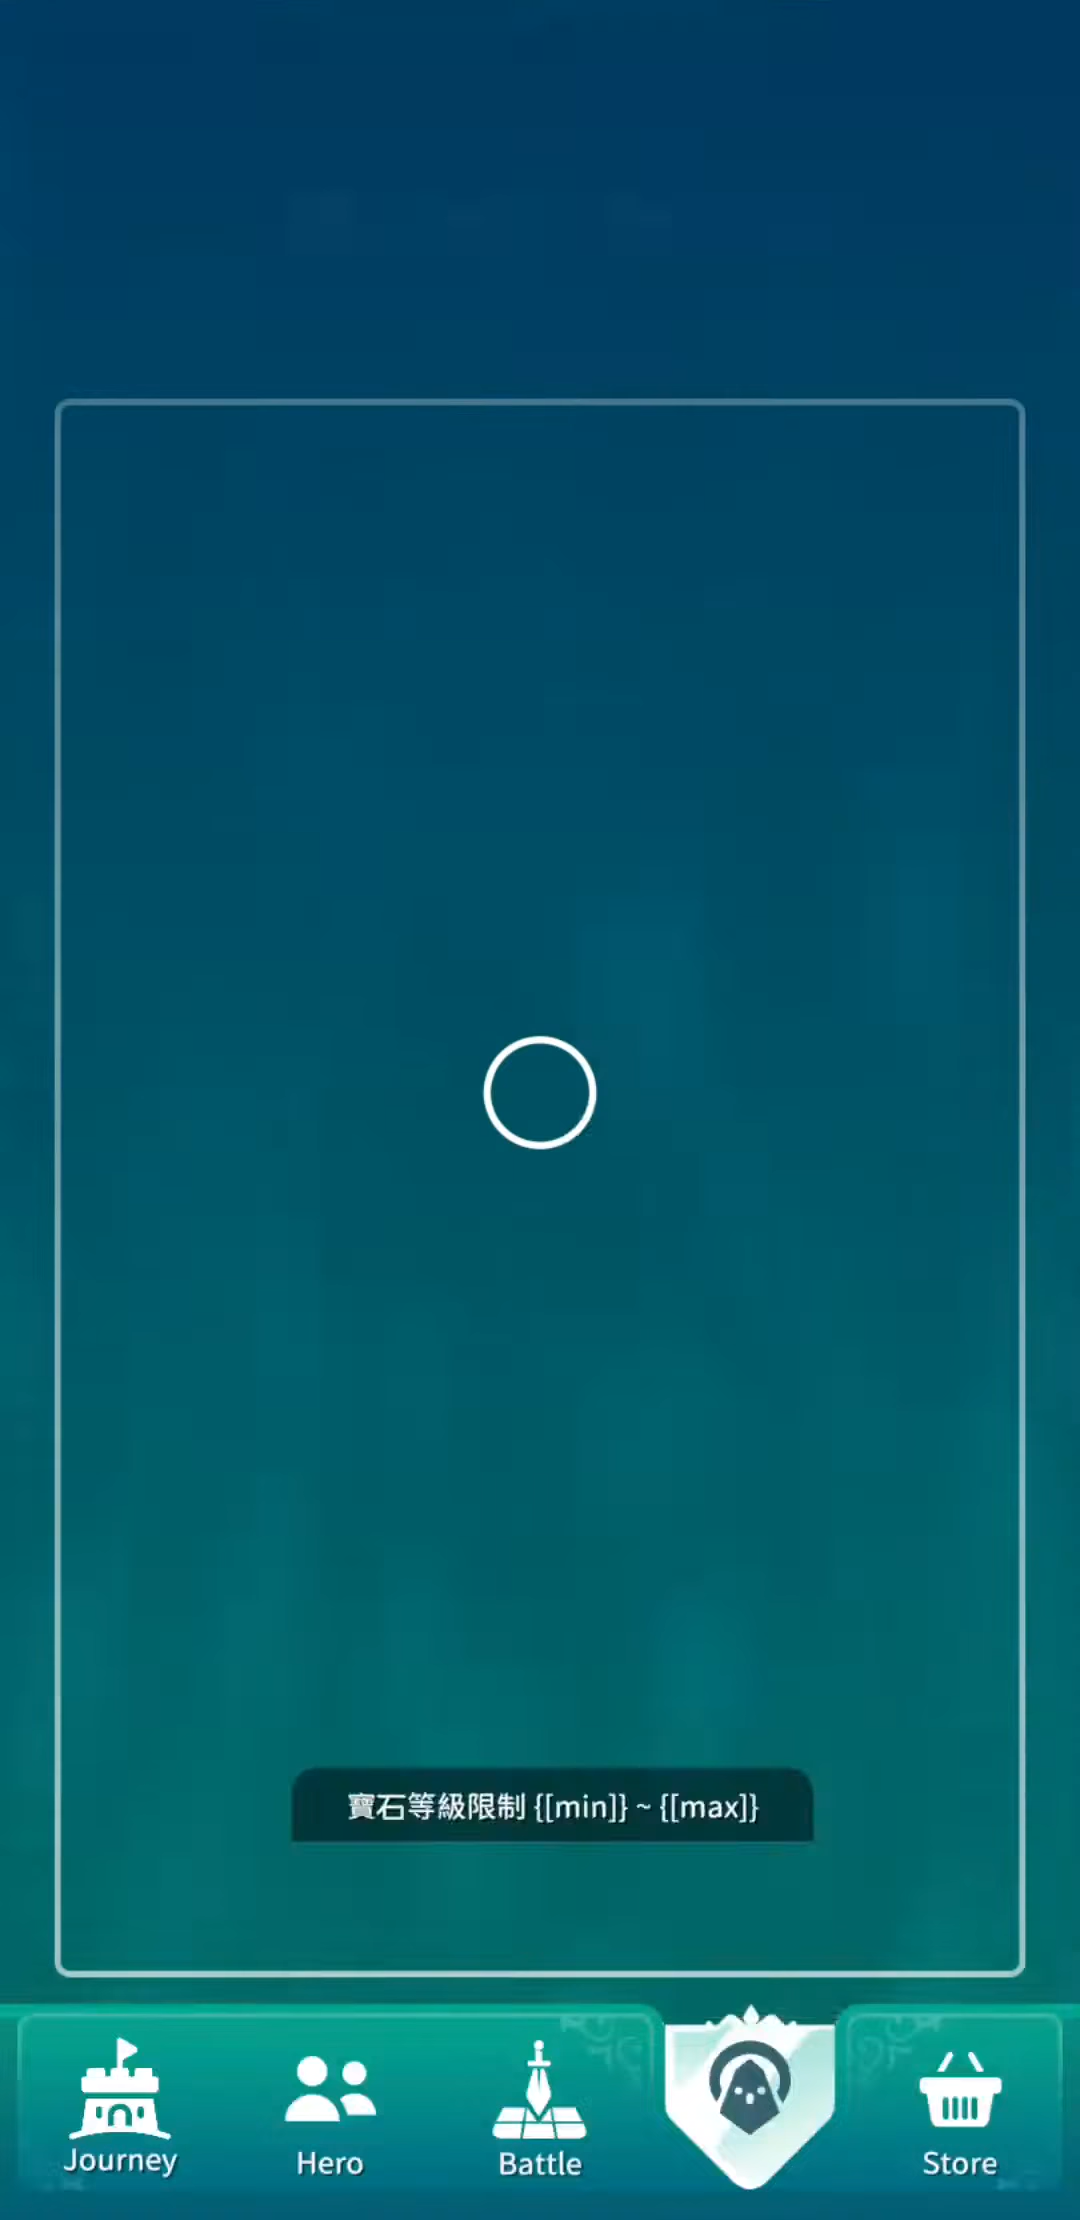 寶石等級限制 {[min]} ~ {[max]}
Journey
Hero
Battle
Store